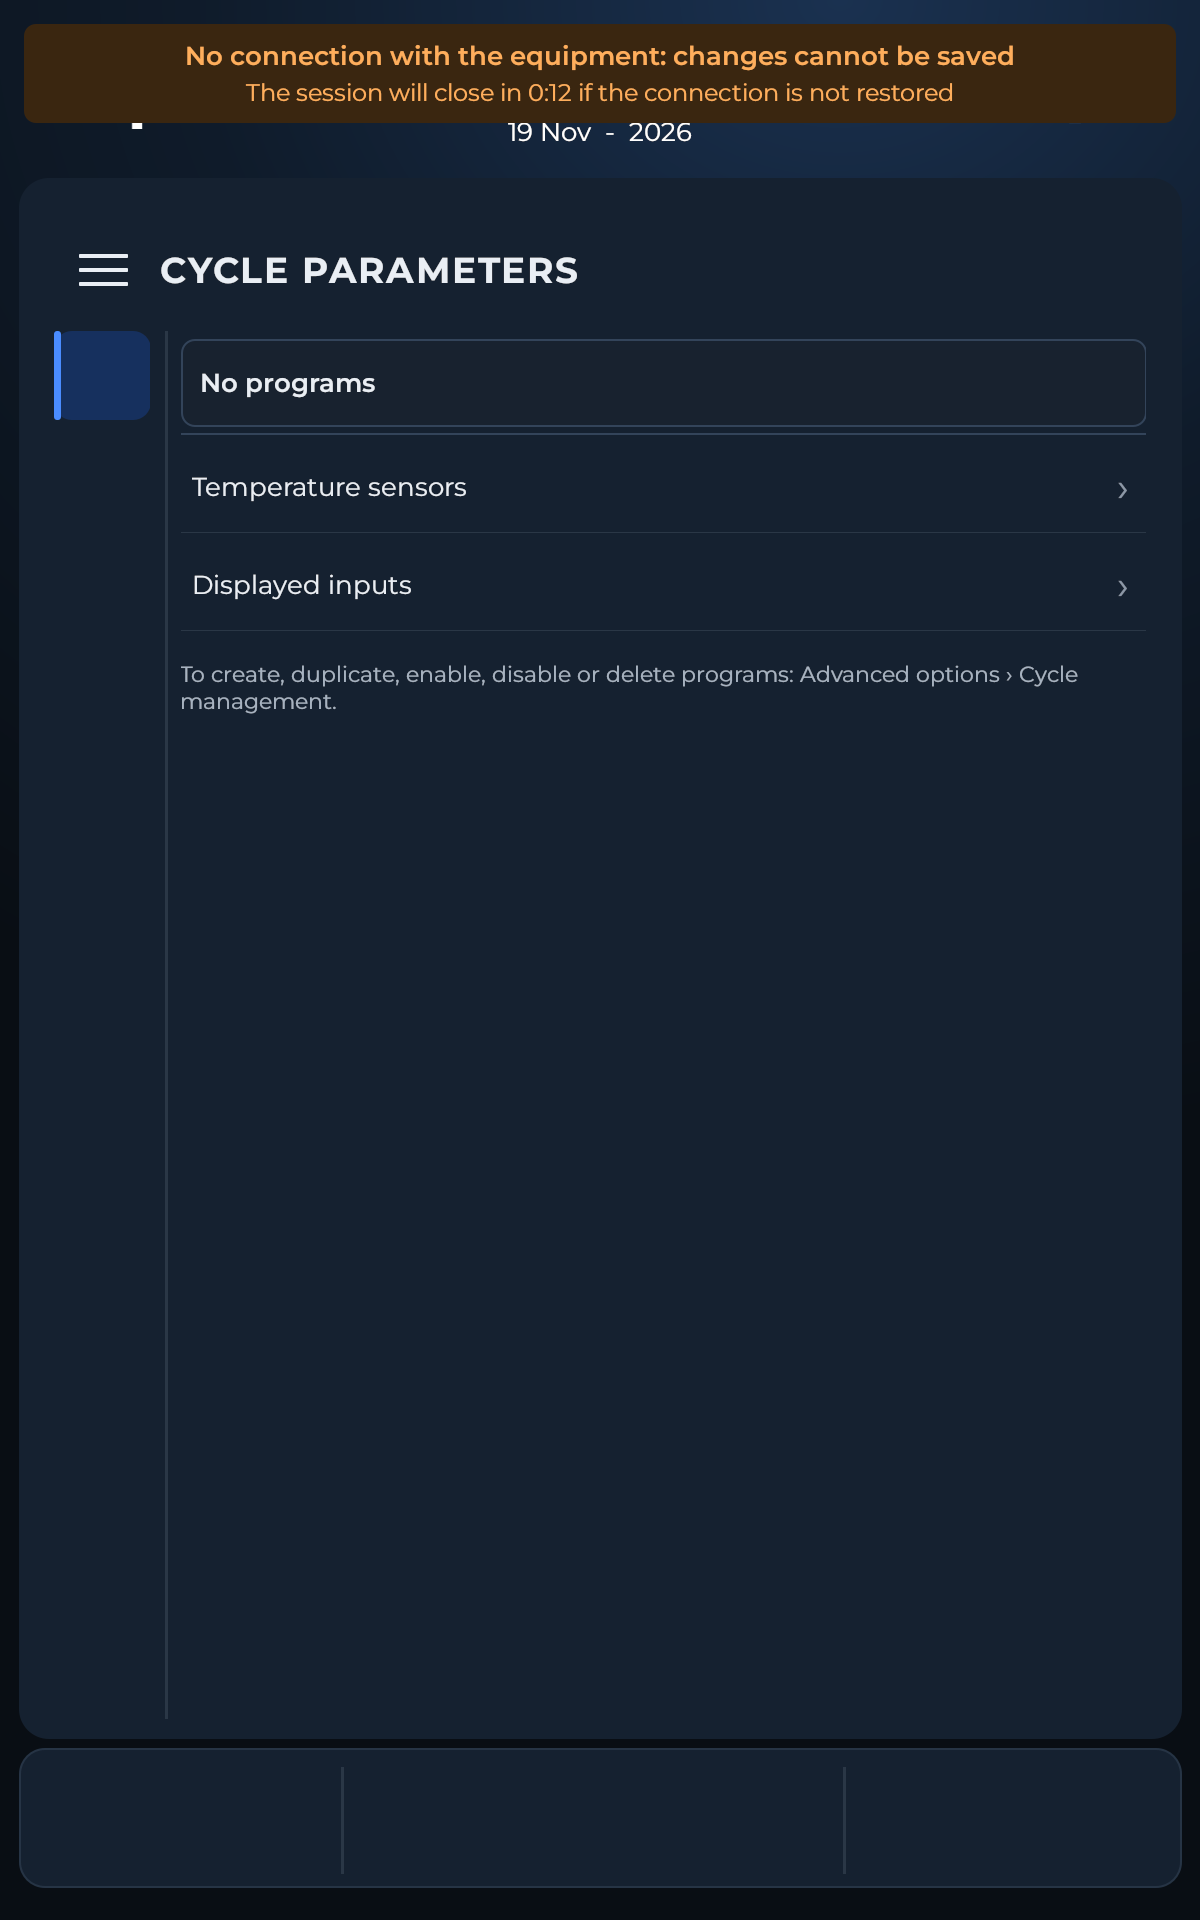 No connection with the equipment: changes cannot be saved
The session will close in 0:12 if the connection is not restored
19 Nov - 2026
CYCLE PARAMETERS
No programs
Temperature sensors ›
Displayed inputs ›
To create, duplicate, enable, disable or delete programs: Advanced options › Cycle
management.